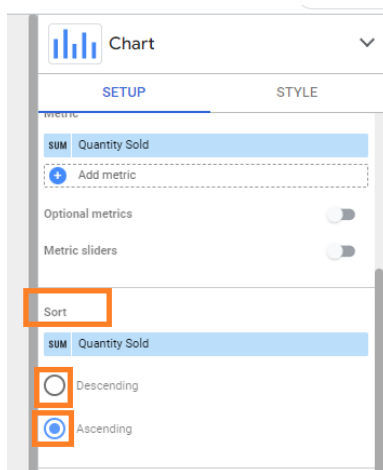 Chart
SETUP STYLE
Metric
SUM Quantity Sold
Add metric
Optional metrics
Metric sliders
Sort
SUM Quantity Sold
Descending
Ascending